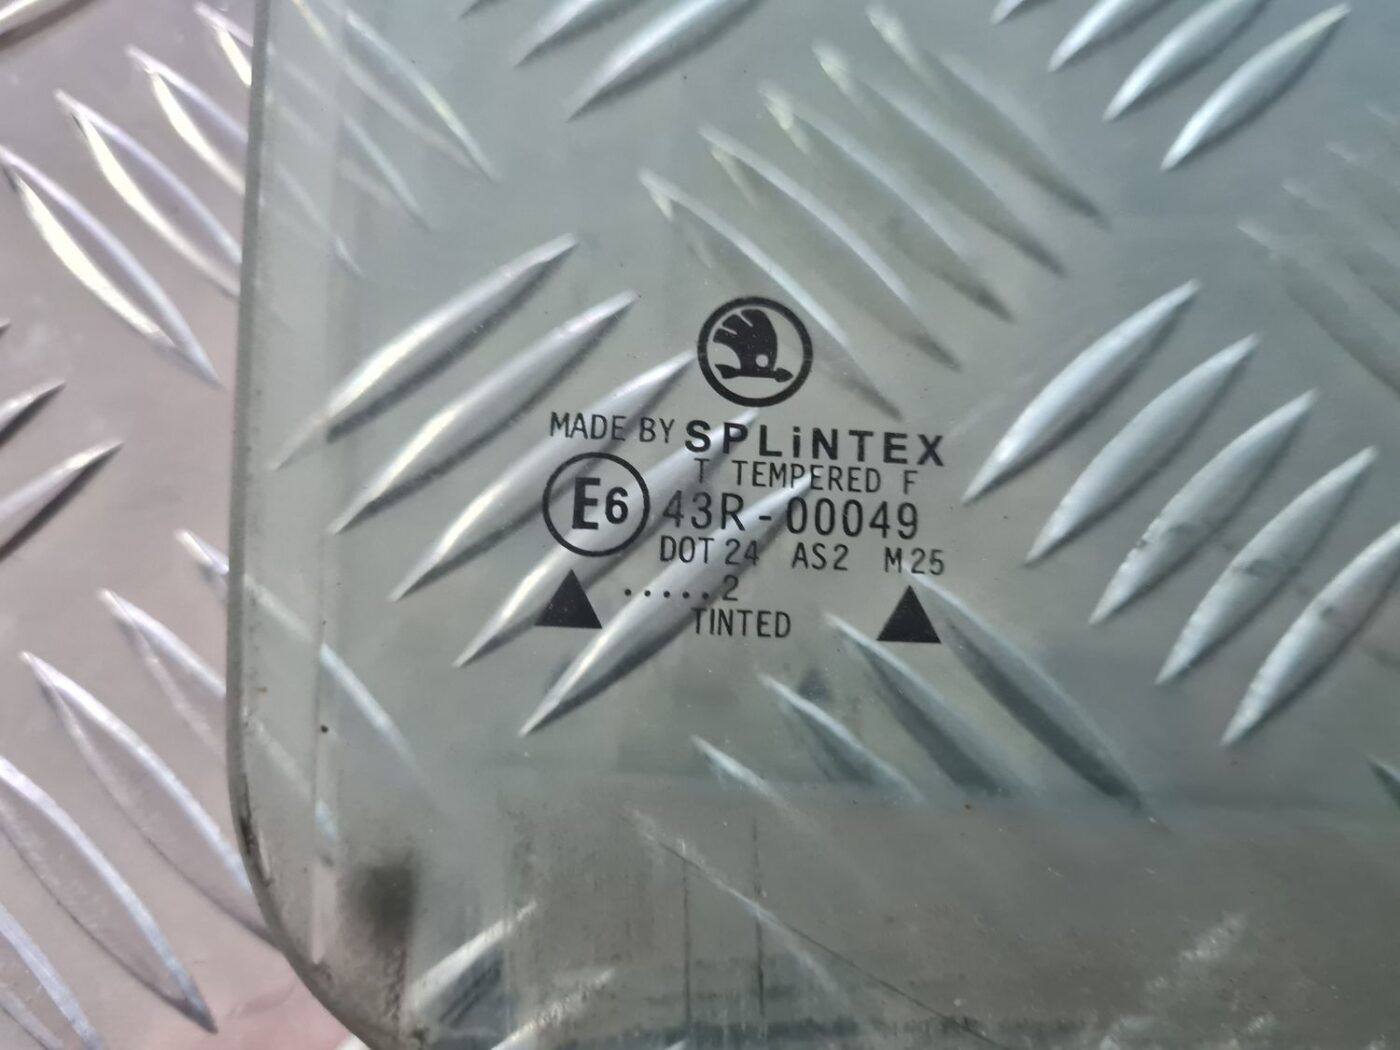 MADE BY SPLiNTEX
T TEMPERED F
E6 43R-00049
DOT 24 AS2 M25
.....2
TINTED